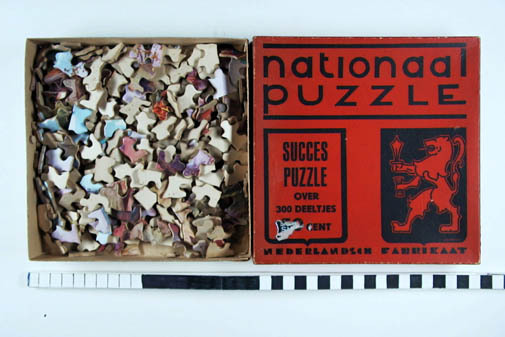 nationaal
PUZZLE
SUCCES
PUZZLE
OVER
300 DEELTJES
CENT
NEDERLANDSCH FABRIKAAT